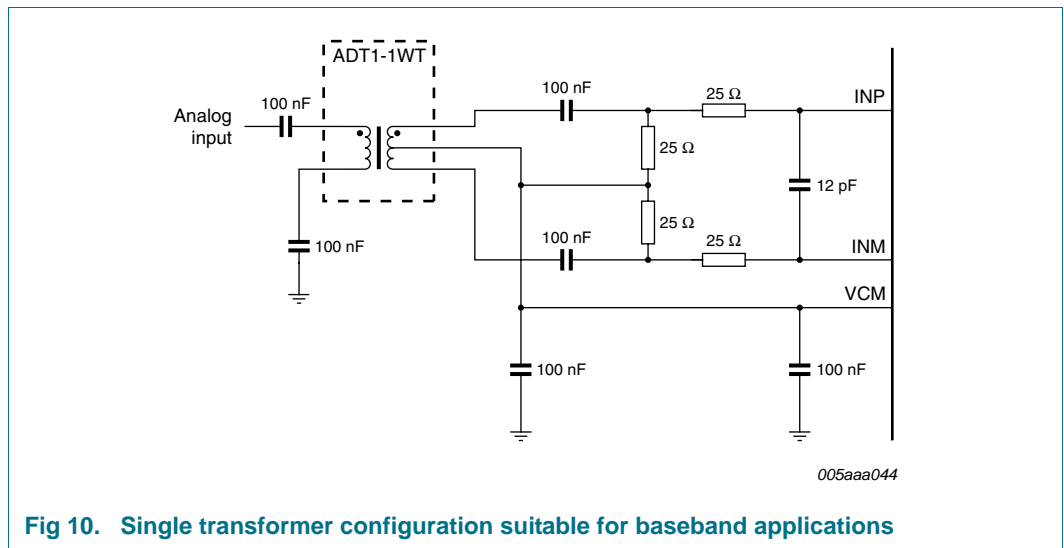 ADT1-1WT
100 nF
Analog
input
100 nF
25 Ω
INP
25 Ω
12 pF
25 Ω
100 nF
100 nF
25 Ω
INM
VCM
100 nF
100 nF
005aaa044
Fig 10. Single transformer configuration suitable for baseband applications